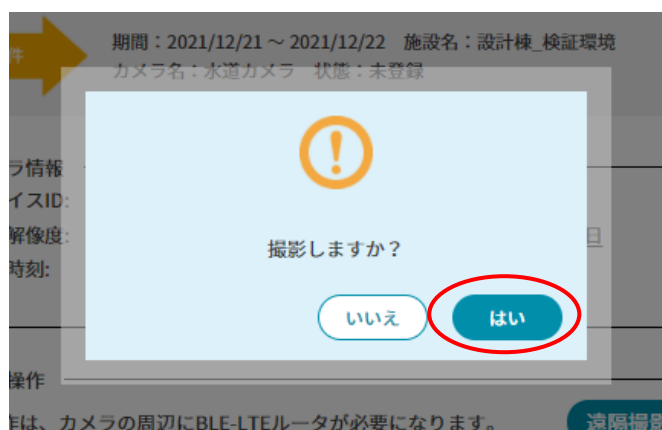 件
期間：2021/12/21 ～ 2021/12/22 施設名：設計棟_検証環境
カメラ名：水道カメラ 状態：未登録
ラ情報
イスID:
解像度:
日
時刻:
撮影しますか？
いいえ
はい
操作
作は、カメラの周辺にBLE-LTEルータが必要になります。
遠隔撮影